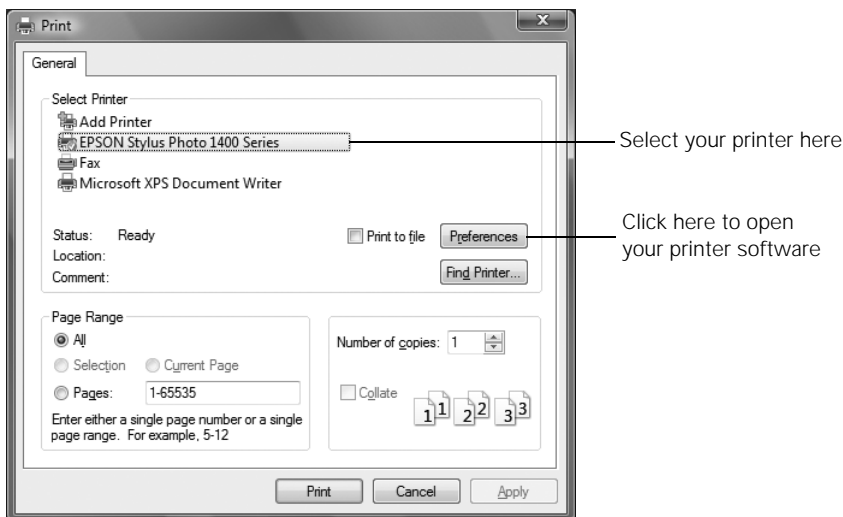 Print
X
General
Select Printer
Add Printer
EPSON Stylus Photo 1400 Series
Fax
Microsoft XPS Document Writer
Select your printer here
Status: Ready
Print to file
Preferences
Location:
Comment:
Find Printer...
Click here to open
your printer software
Page Range
All
Selection
Current Page
Pages:
1-65535
Enter either a single page number or a single
page range. For example, 5-12
Number of copies: 1
Collate
1 1 2 2 3 3
Print
Cancel
Apply